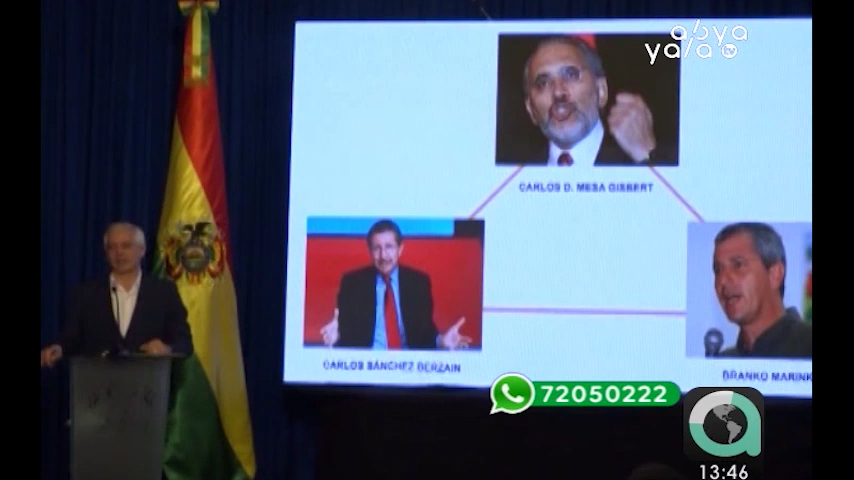 abya
yala tv
CARLOS D. MESA GISBERT
CARLOS SÁNCHEZ BERZAIN
BRANKO MARINK
72050222
13:46